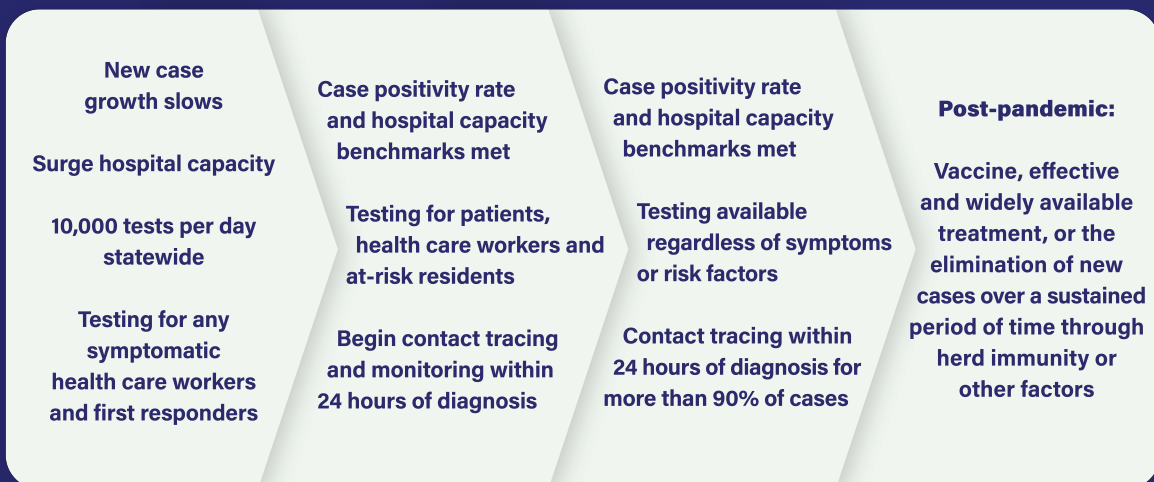 New case
growth slows
Surge hospital capacity
10,000 tests per day
statewide
Testing for any
symptomatic
health care workers
and first responders
Case positivity rate
and hospital capacity
benchmarks met
Testing for patients,
health care workers and
at-risk residents
Begin contact tracing
and monitoring within
24 hours of diagnosis
Case positivity rate
and hospital capacity
benchmarks met
Testing available
regardless of symptoms
or risk factors
Contact tracing within
24 hours of diagnosis for
more than 90% of cases
Post-pandemic:
Vaccine, effective
and widely available
treatment, or the
elimination of new
cases over a sustained
period of time through
herd immunity or
other factors